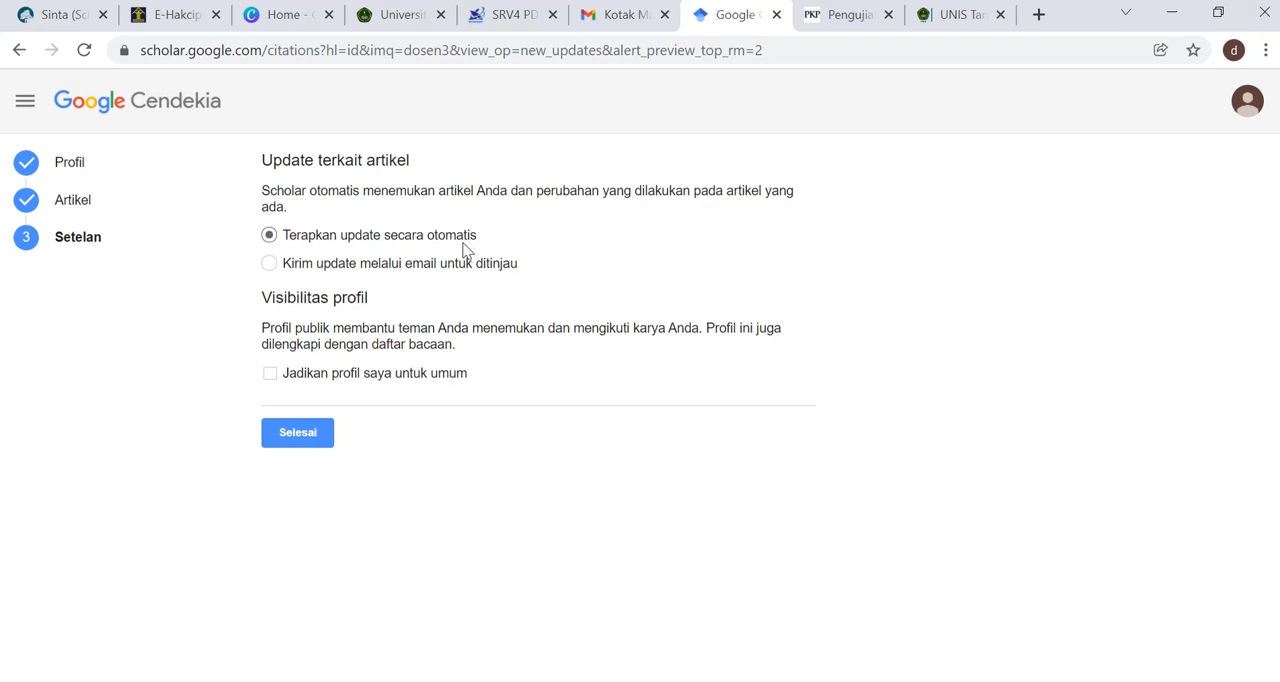 Sinta (Sc
E-Hakcip
Home -
Universit
SRV4 PD
Kotak M
Google
PKP Pengujia
UNIS Tan
scholar.google.com/citations?hl=id&imq=dosen3&view_op=new_updates&alert_preview_top_rm=2
d
Google Cendekia
Profil
Artikel
3 Setelan
Update terkait artikel
Scholar otomatis menemukan artikel Anda dan perubahan yang dilakukan pada artikel yang
ada.
Terapkan update secara otomatis
Kirim update melalui email untuk ditinjau
Visibilitas profil
Profil publik membantu teman Anda menemukan dan mengikuti karya Anda. Profil ini juga
dilengkapi dengan daftar bacaan.
Jadikan profil saya untuk umum
Selesai